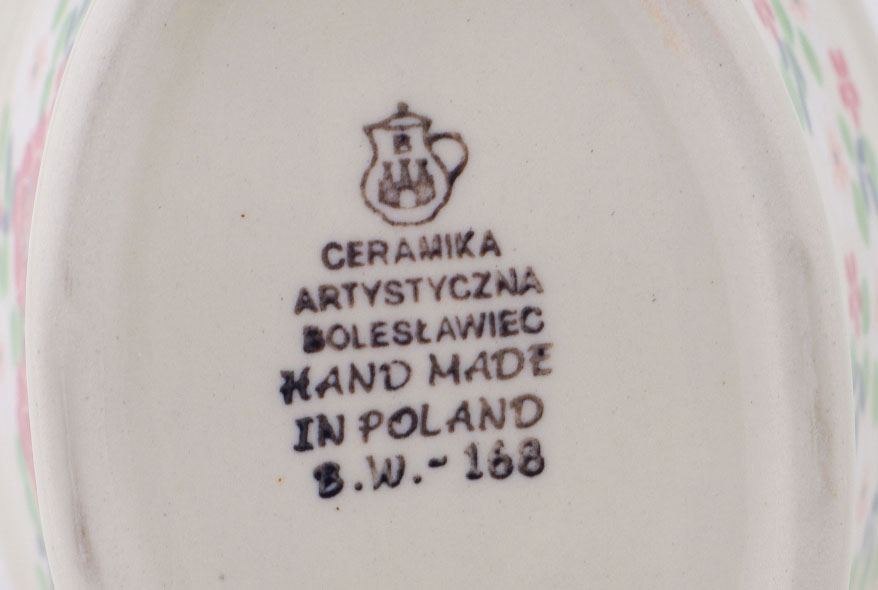 B
CERAMIKA
ARTYSTYCZNA
BOLESŁAWIEC
HAND MADE
IN POLAND
B.W.- 168